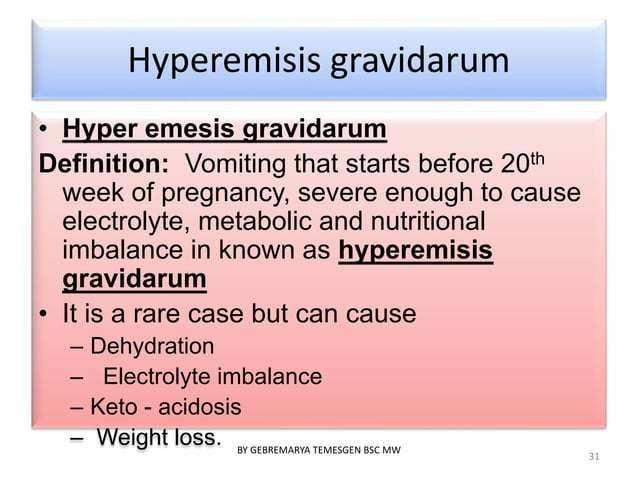 Hyperemisis gravidarum
• Hyper emesis gravidarum
Definition: Vomiting that starts before 20th
week of pregnancy, severe enough to cause
electrolyte, metabolic and nutritional
imbalance in known as hyperemisis
gravidarum
• It is a rare case but can cause
– Dehydration
– Electrolyte imbalance
– Keto - acidosis
– Weight loss.
BY GEBREMARYA TEMESGEN BSC MW
31